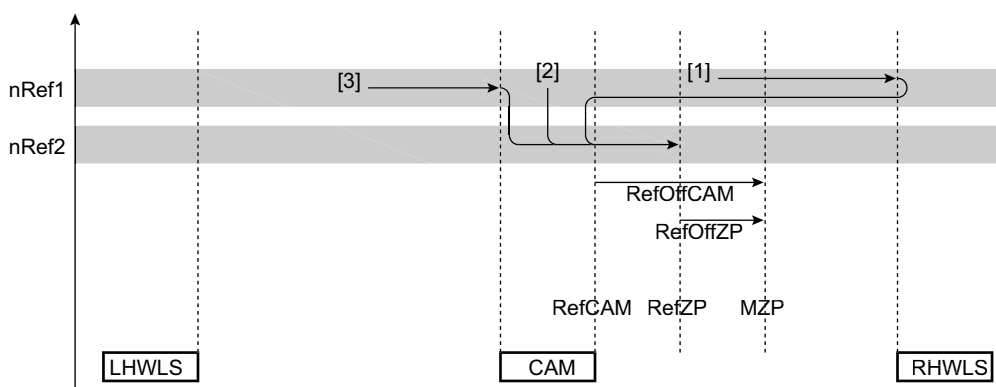 [3] [2] [1]
nRef1
nRef2
RefOffCAM
RefOffZP
RefCAM RefZP MZP
LHWLS CAM RHWLS